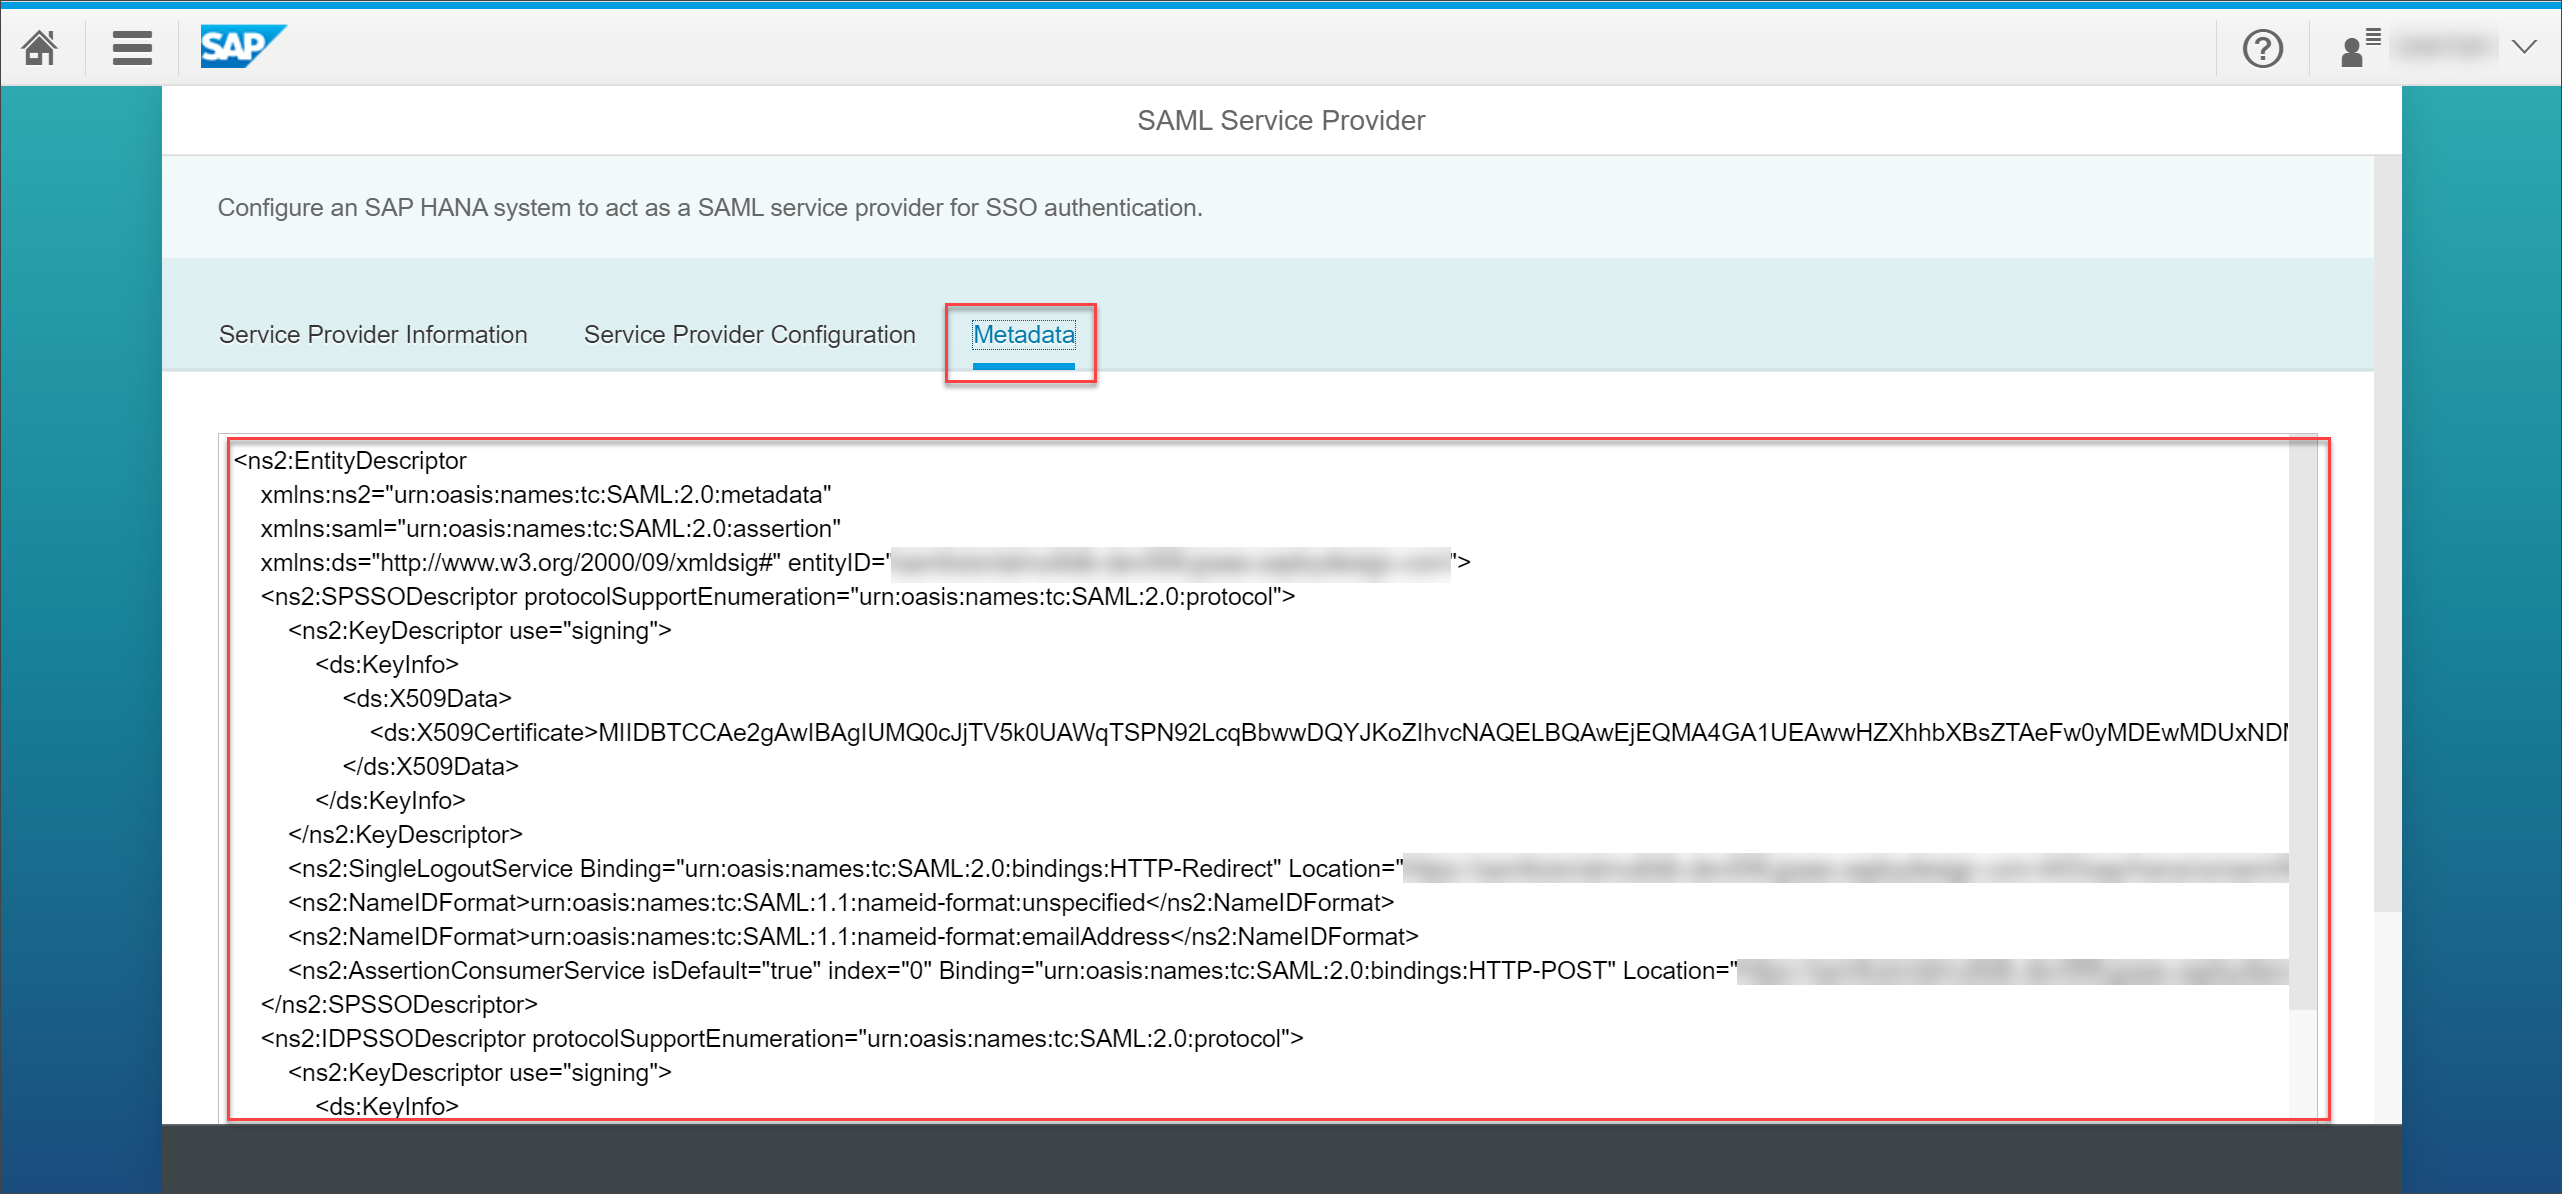 SAP
SAML Service Provider
Configure an SAP HANA system to act as a SAML service provider for SSO authentication.
Service Provider Information Service Provider Configuration Metadata
<ns2:EntityDescriptor
xmlns:ns2="urn:oasis:names:tc:SAML:2.0:metadata"
xmlns:saml="urn:oasis:names:tc:SAML:2.0:assertion"
xmlns:ds="http://www.w3.org/2000/09/xmldsig#" entityID=" ">
<ns2:SPSSODescriptor protocolSupportEnumeration="urn:oasis:names:tc:SAML:2.0:protocol">
<ns2:KeyDescriptor use="signing">
<ds:KeyInfo>
<ds:X509Data>
<ds:X509Certificate>MIIDBTCCAe2gAwIBAgIUMQ0cJjTV5k0UAWqTSPN92LcqBbwwDQYJKoZIhvcNAQELBQAwEjEQMA4GA1UEAwwHZXhhbXBsZTAeFw0yMDEwMDUxNDM
</ds:X509Data>
</ds:KeyInfo>
</ns2:KeyDescriptor>
<ns2:SingleLogoutService Binding="urn:oasis:names:tc:SAML:2.0:bindings:HTTP-Redirect" Location="
<ns2:NameIDFormat>urn:oasis:names:tc:SAML:1.1:nameid-format:unspecified</ns2:NameIDFormat>
<ns2:NameIDFormat>urn:oasis:names:tc:SAML:1.1:nameid-format:emailAddress</ns2:NameIDFormat>
<ns2:AssertionConsumerService isDefault="true" index="0" Binding="urn:oasis:names:tc:SAML:2.0:bindings:HTTP-POST" Location="
</ns2:SPSSODescriptor>
<ns2:IDPSSODescriptor protocolSupportEnumeration="urn:oasis:names:tc:SAML:2.0:protocol">
<ns2:KeyDescriptor use="signing">
<ds:KeyInfo>